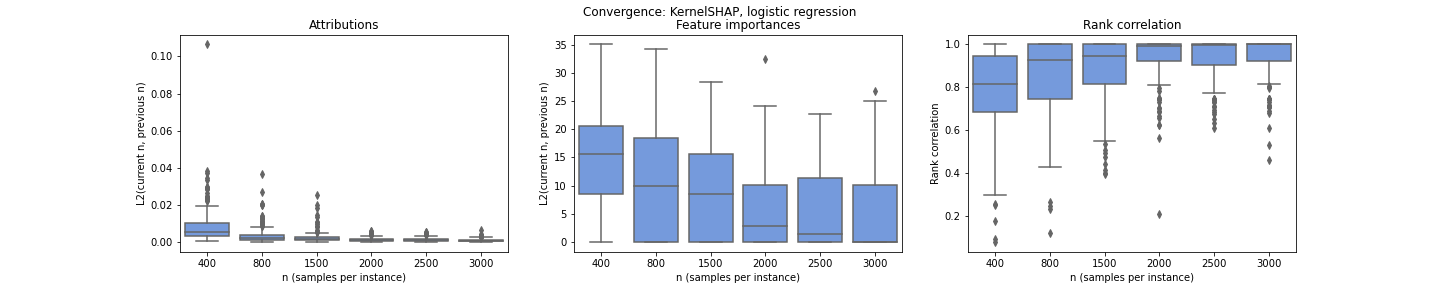 Convergence: KernelSHAP, logistic regression
Attributions
L2(current n, previous n)
0.10
0.08
0.06
0.04
0.02
0.00
400 800 1500 2000 2500 3000
n (samples per instance)
Feature importances
L2(current n, previous n)
35
30
25
20
15
10
5
0
400 800 1500 2000 2500 3000
n (samples per instance)
Rank correlation
Rank correlation
1.0
0.8
0.6
0.4
0.2
400 800 1500 2000 2500 3000
n (samples per instance)